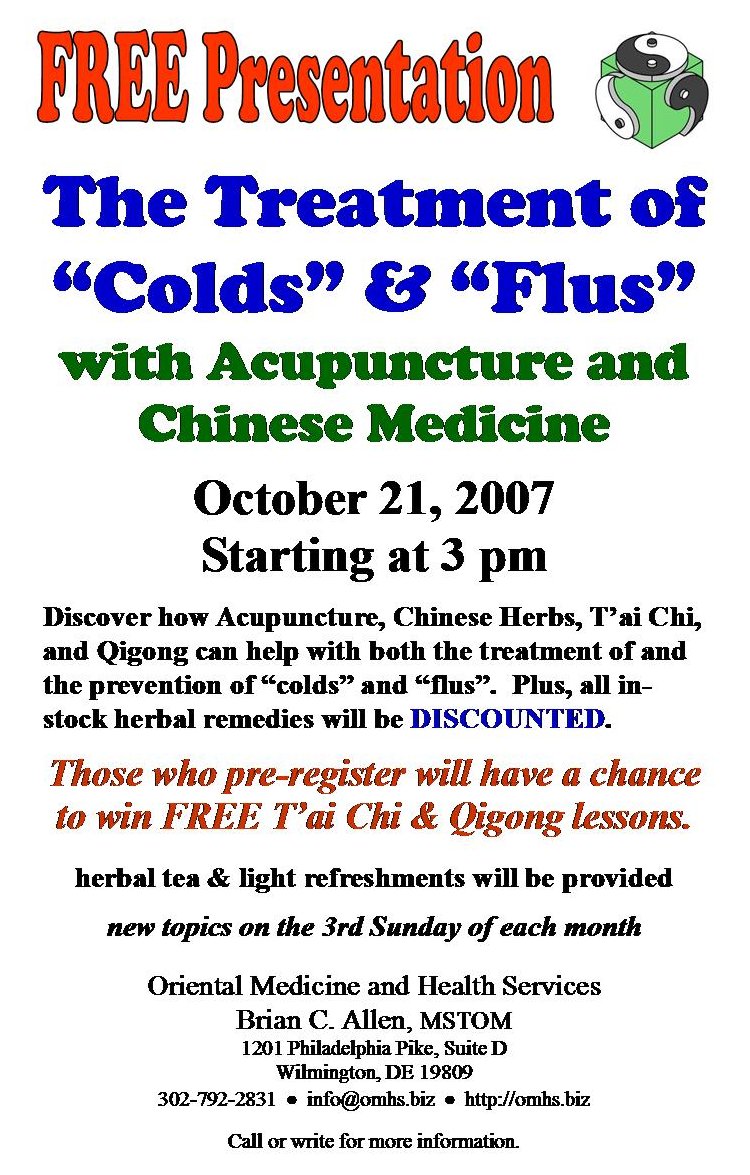 FREE Presentation
The Treatment of
“Colds” & “Flus”
with Acupuncture and
Chinese Medicine
October 21, 2007
Starting at 3 pm
Discover how Acupuncture, Chinese Herbs, T’ai Chi,
and Qigong can help with both the treatment of and
the prevention of “colds” and “flus”.  Plus, all in-
stock herbal remedies will be DISCOUNTED.
Those who pre-register will have a chance
to win FREE T’ai Chi & Qigong lessons.
herbal tea & light refreshments will be provided
new topics on the 3rd Sunday of each month
Oriental Medicine and Health Services
Brian C. Allen, MSTOM
1201 Philadelphia Pike, Suite D
Wilmington, DE 19809
302-792-2831 • info@omhs.biz • http://omhs.biz
Call or write for more information.